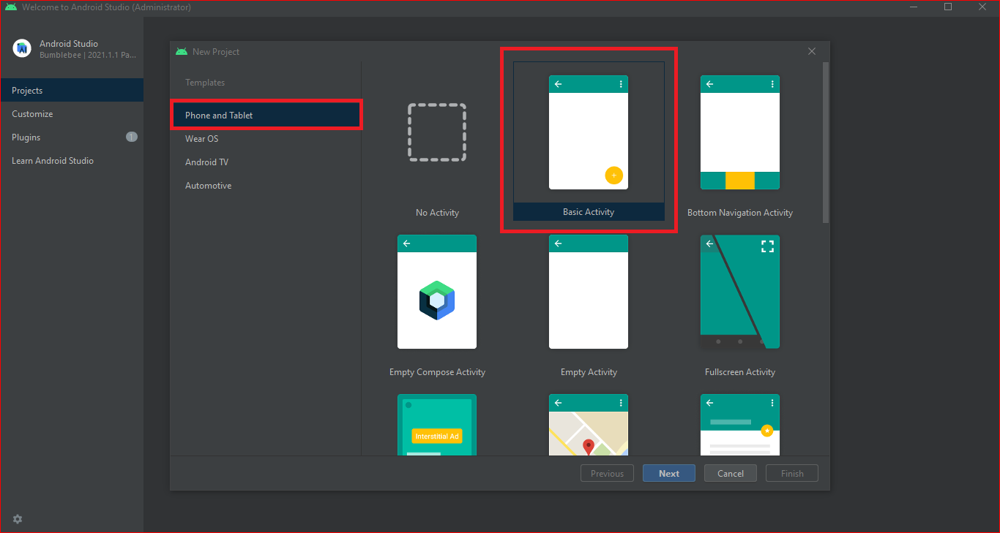 Welcome to Android Studio (Administrator)
Android Studio
Bumblebee | 2021.1.1 Pa...
Projects
Customize
Plugins
1
Learn Android Studio
New Project
Templates
Phone and Tablet
Wear OS
Android TV
Automotive
No Activity
Basic Activity
Bottom Navigation Activity
Empty Compose Activity
Empty Activity
Fullscreen Activity
Interstitial Ad
Previous
Next
Cancel
Finish